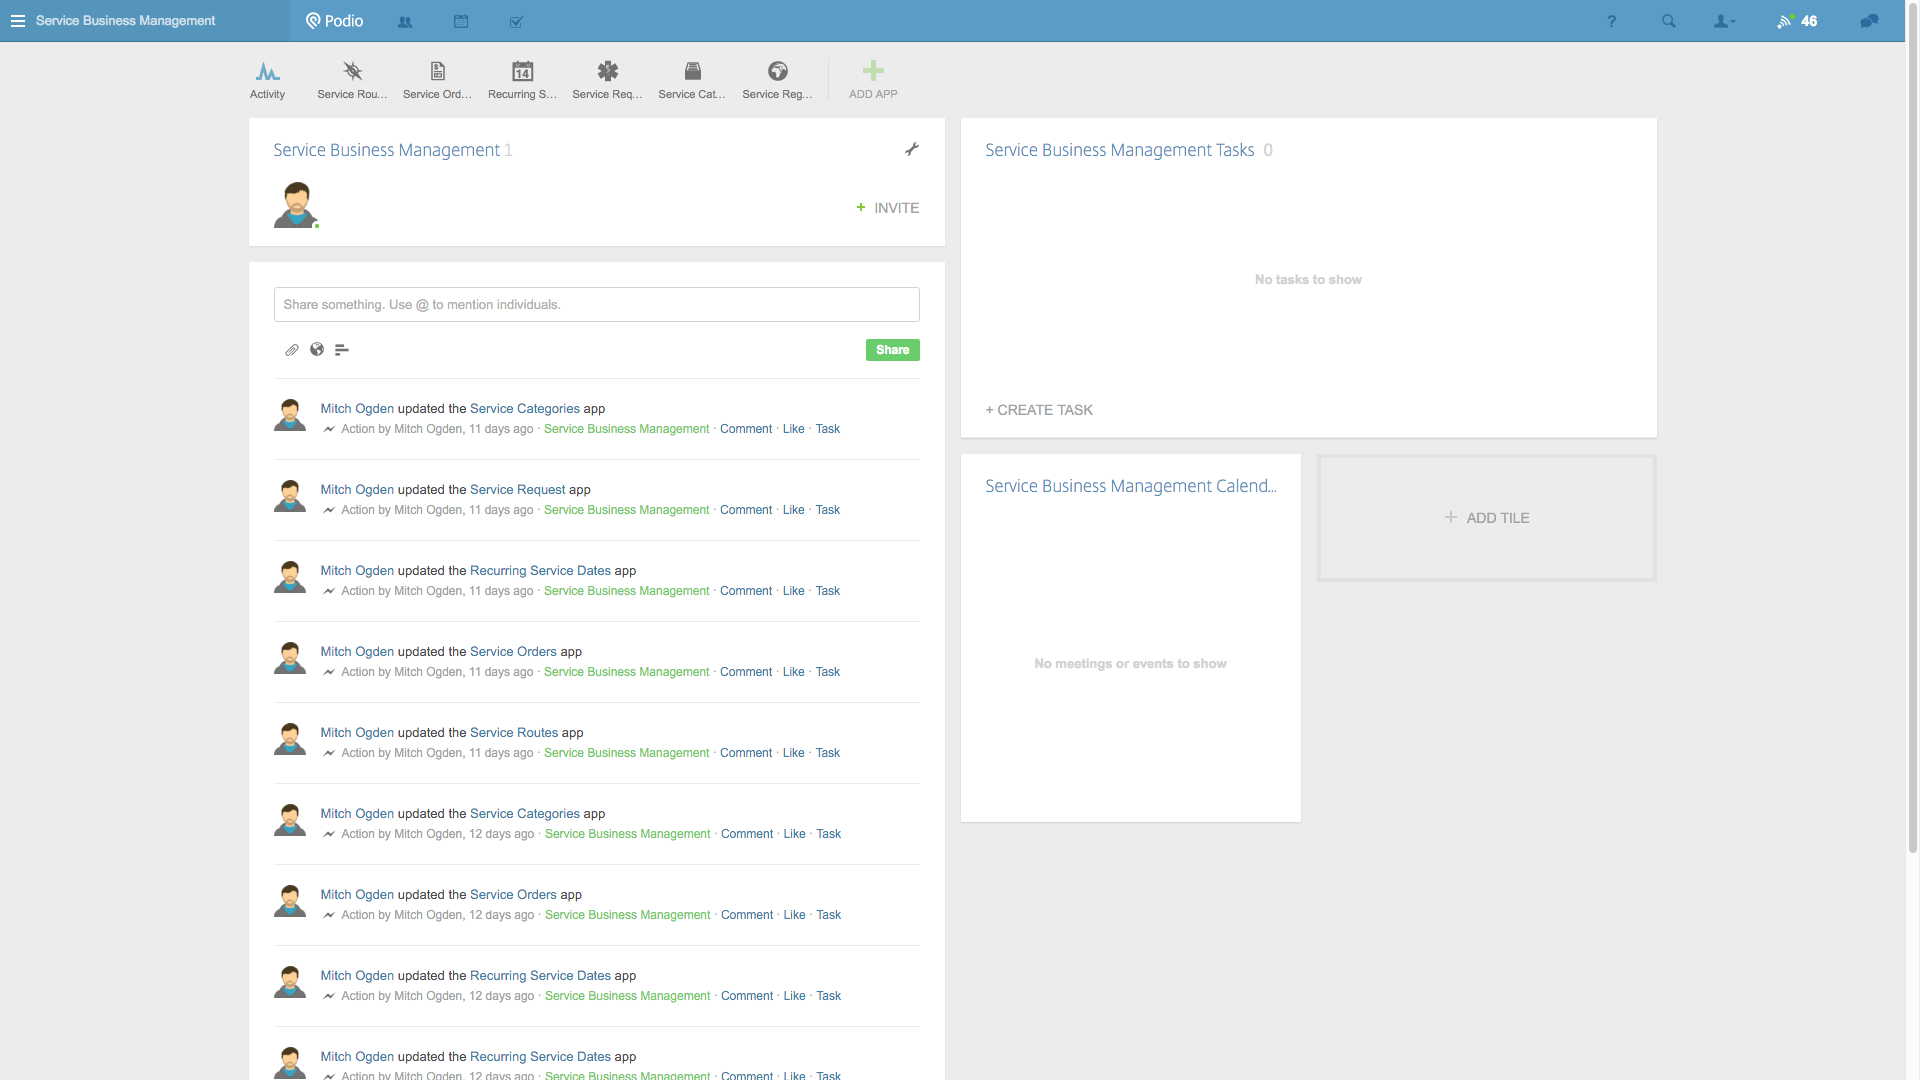 Service Business Management
Podio
? 46
Activity
Service Rou...
Service Ord...
14
Recurring S...
Service Req...
Service Cat...
Service Reg...
ADD APP
Service Business Management 1
+ INVITE
Share something. Use @ to mention individuals.
Share
Mitch Ogden updated the Service Categories app
Action by Mitch Ogden, 11 days ago · Service Business Management · Comment · Like · Task
Mitch Ogden updated the Service Request app
Action by Mitch Ogden, 11 days ago · Service Business Management · Comment · Like · Task
Mitch Ogden updated the Recurring Service Dates app
Action by Mitch Ogden, 11 days ago · Service Business Management · Comment · Like · Task
Mitch Ogden updated the Service Orders app
Action by Mitch Ogden, 11 days ago · Service Business Management · Comment · Like · Task
Mitch Ogden updated the Service Routes app
Action by Mitch Ogden, 11 days ago · Service Business Management · Comment · Like · Task
Mitch Ogden updated the Service Categories app
Action by Mitch Ogden, 12 days ago · Service Business Management · Comment · Like · Task
Mitch Ogden updated the Service Orders app
Action by Mitch Ogden, 12 days ago · Service Business Management · Comment · Like · Task
Mitch Ogden updated the Recurring Service Dates app
Action by Mitch Ogden, 12 days ago · Service Business Management · Comment · Like · Task
Mitch Ogden updated the Recurring Service Dates app
Action by Mitch Ogden, 12 days ago · Service Business Management · Comment · Like · Task
Service Business Management Tasks 0
No tasks to show
+ CREATE TASK
Service Business Management Calend...
No meetings or events to show
+ ADD TILE